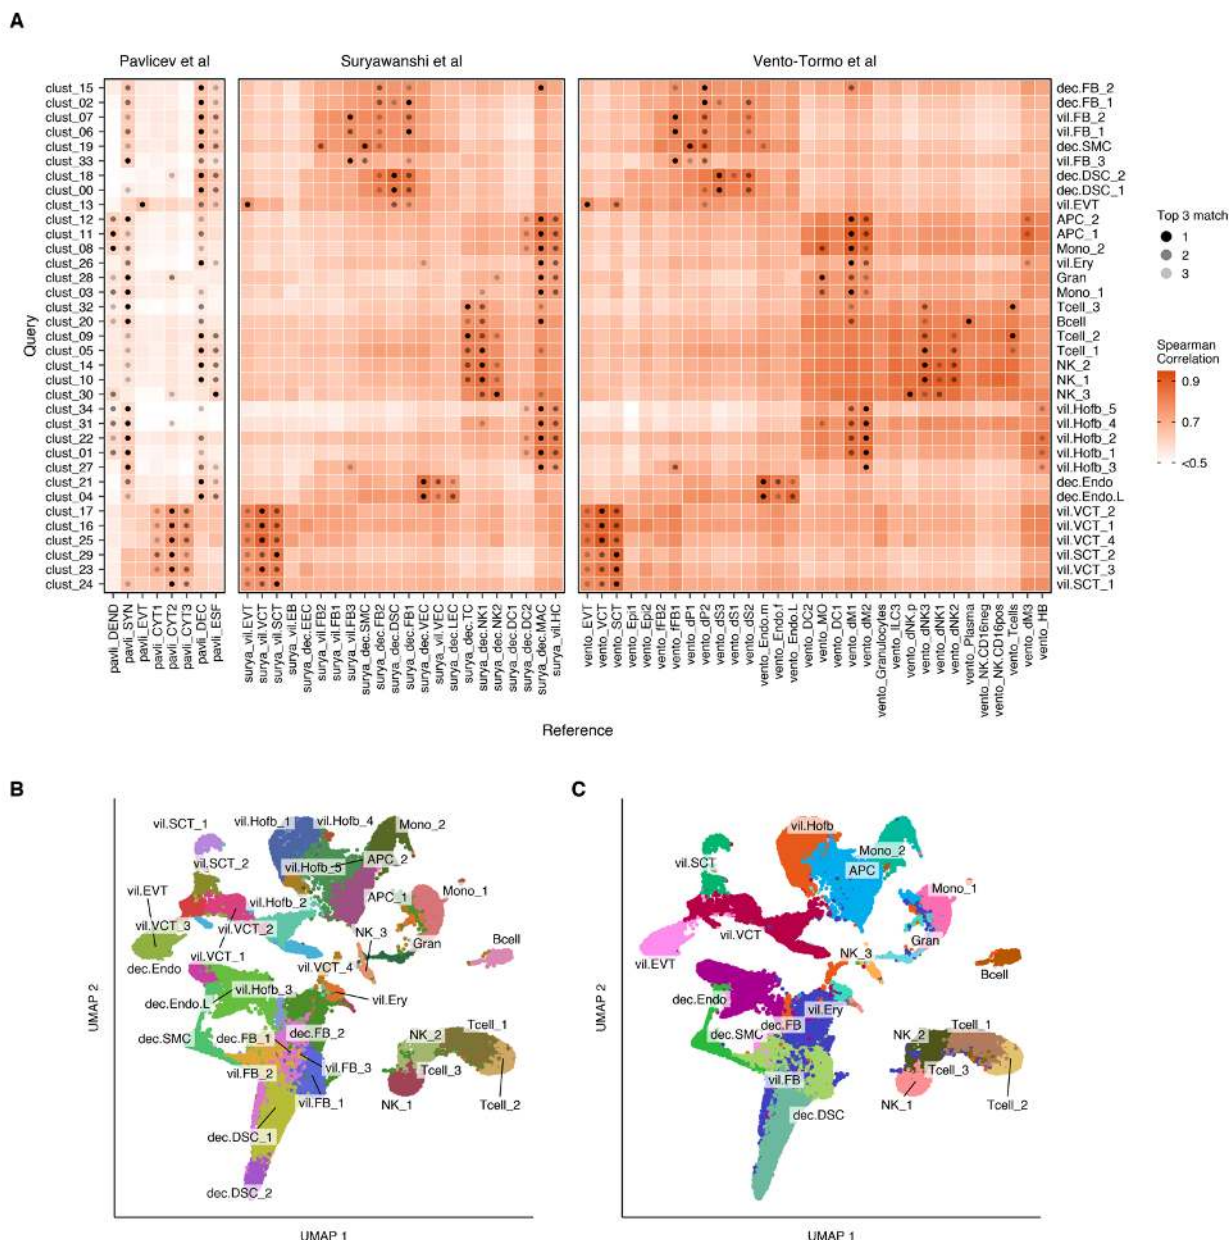 A
Pavlicev et al
Suryawanshi et al
Vento-Tormo et al
Query
clust_15
clust_02
clust_07
clust_06
clust_19
clust_33
clust_18
clust_00
clust_13
clust_12
clust_11
clust_08
clust_26
clust_28
clust_03
clust_32
clust_20
clust_09
clust_05
clust_14
clust_10
clust_30
clust_34
clust_31
clust_22
clust_01
clust_27
clust_21
clust_04
clust_17
clust_16
clust_25
clust_29
clust_23
clust_24
dec.FB_2
dec.FB_1
vil.FB_2
vil.FB_1
dec.SMC
vil.FB_3
dec.DSC_2
dec.DSC_1
vil.EVT
APC_2
APC_1
Mono_2
vil.Ery
Gran
Mono_1
Tcell_3
Bcell
Tcell_2
Tcell_1
NK_2
NK_1
NK_3
vil.Hofb_5
vil.Hofb_4
vil.Hofb_2
vil.Hofb_1
vil.Hofb_3
dec.Endo
dec.Endo.L
vil.VCT_2
vil.VCT_1
vil.VCT_4
vil.SCT_2
vil.VCT_3
vil.SCT_1
Top 3 match
1
2
3
Spearman
Correlation
0.9
0.7
<0.5
pavli_DEND
pavli_SYN
pavli_EVT
pavli_CYT1
pavli_CYT2
pavli_CYT3
pavli_DEC
pavli_ESF
surya_vil.EVT
surya_vil.VCT
surya_vil.SCT
surya_vil.EEB
surya_dec.EEC
surya_vil.FB2
surya_vil.FB1
surya_vil.FB3
surya_dec.SMC
surya_dec.FB2
surya_dec.DSC
surya_dec.FB1
surya_dec.VEC
surya_vil.VEC
surya_dec.LEC
surya_dec.TC
surya_dec.NK1
surya_dec.NK2
surya_dec.DC1
surya_dec.DC2
surya_dec.MAC
surya_vil.HC
vento_EVT
vento_VCT
vento_SCT
vento_Epi1
vento_Epi2
vento_fFB2
vento_fFB1
vento_dP1
vento_dP2
vento_dS3
vento_dS1
vento_dS2
vento_Endo.m
vento_Endo.f
vento_Endo.L
vento_DC2
vento_MO
vento_DC1
vento_dM1
vento_dM2
vento_Granulocytes
vento_ILC3
vento_dNK.p
vento_dNK3
vento_dNK1
vento_dNK2
vento_Plasma
vento_NK.CD16neg
vento_NK.CD16pos
vento_Tcells
vento_dM3
vento_HB
Reference
B
vil.SCT_1
vil.Hofb_1
vil.Hofb_4
Mono_2
vil.SCT_2
vil.Hofb_5
APC_2
vil.EVT
vil.Hofb_2
APC_1
Mono_1
vil.VCT_3
vil.VCT_2
NK_3
Gran
Bcell
vil.VCT_1
dec.Endo
vil.VCT_4
vil.Hofb_3
dec.Endo.L
vil.Ery
dec.SMC
dec.FB_1
dec.FB_2
NK_2
Tcell_1
vil.FB_2
vil.FB_3
Tcell_3
vil.FB_1
NK_1
Tcell_2
dec.DSC_1
dec.DSC_2
UMAP 2
UMAP 1
C
vil.Hofb
Mono_2
vil.SCT
APC
Mono_1
vil.VCT
Gran
vil.EVT
NK_3
Bcell
dec.Endo
vil.Ery
dec.FB
dec.SMC
NK_2
Tcell_1
vil.FB
Tcell_3
NK_1
Tcell_2
dec.DSC
UMAP 2
UMAP 1